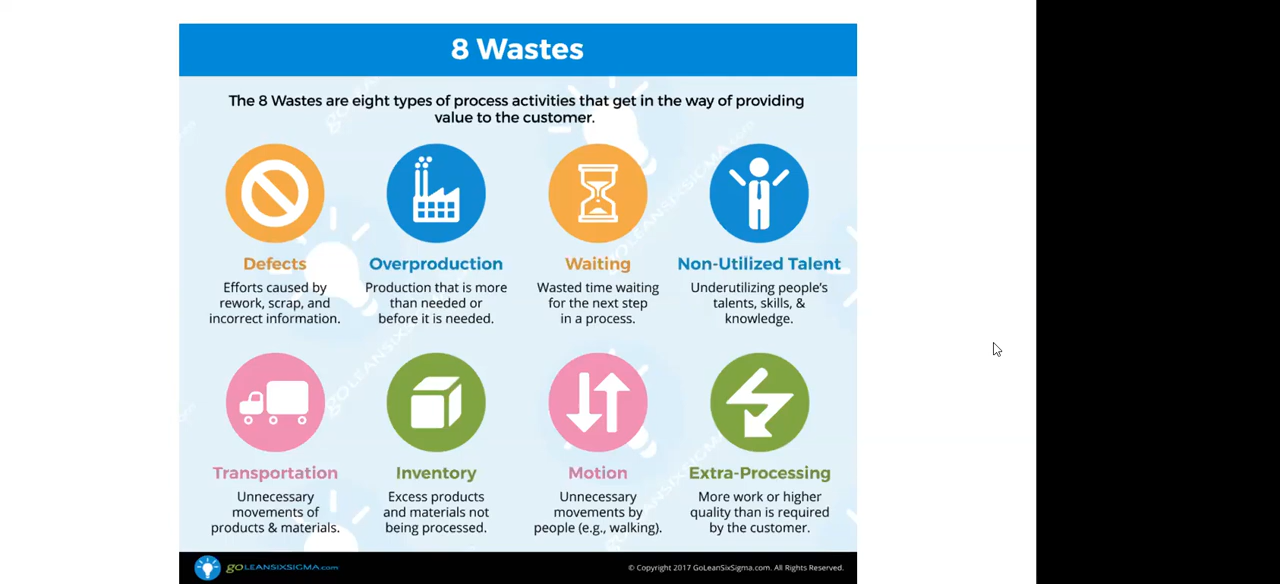 8 Wastes
The 8 Wastes are eight types of process activities that get in the way of providing
value to the customer.
Defects
Efforts caused by
rework, scrap, and
incorrect information.
Overproduction
Production that is more
than needed or
before it is needed.
Waiting
Wasted time waiting
for the next step
in a process.
Non-Utilized Talent
Underutilizing people's
talents, skills, &
knowledge.
Transportation
Unnecessary
movements of
products & materials.
Inventory
Excess products
and materials not
being processed.
Motion
Unnecessary
movements by
people (e.g., walking).
Extra-Processing
More work or higher
quality than is required
by the customer.
goLEANSIXSIGMA.com
© Copyright 2017 GoLeanSixSigma.com. All Rights Reserved.